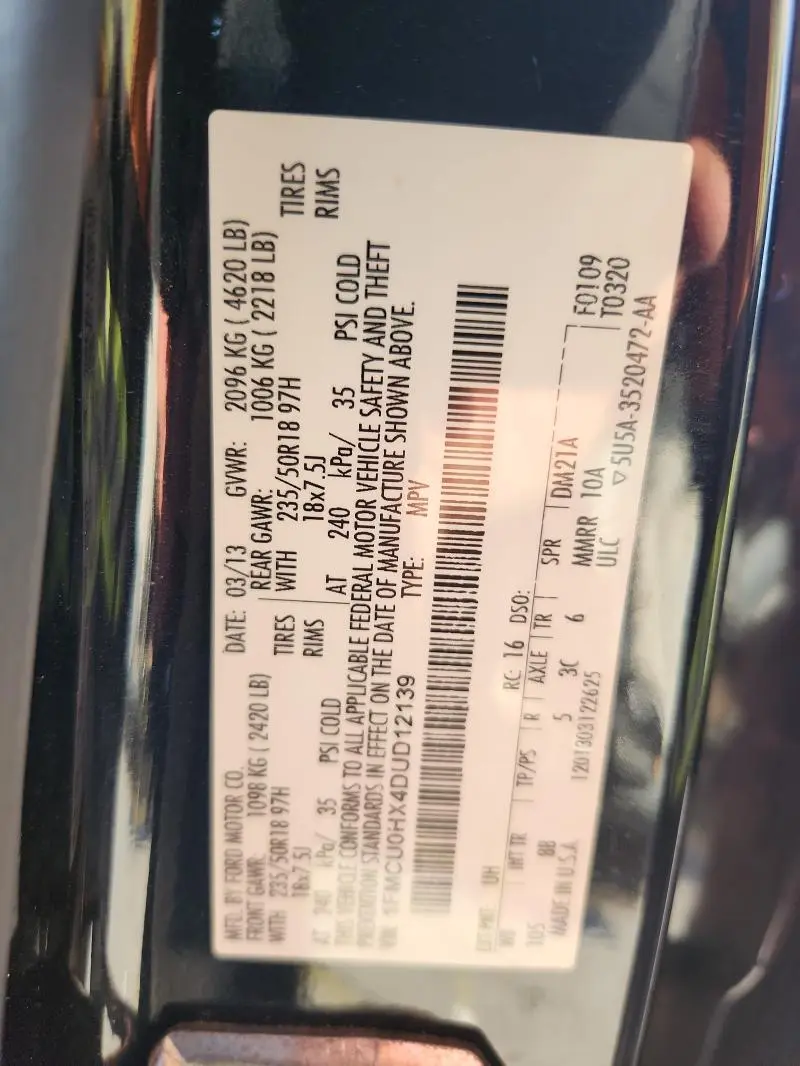 MFD. BY FORD MOTOR CO.
DATE: 03/13 GVWR: 2096 KG ( 4620 LB)
FRONT GAWR: 1098 KG ( 2420 LB) REAR GAWR: 1006 KG ( 2218 LB)
WITH 235/50R18 97H TIRES WITH 235/50R18 97H TIRES
18x7.5J RIMS 18x7.5J RIMS
AT 240 kPa/ 35 PSI COLD AT 240 kPa/ 35 PSI COLD
THIS VEHICLE CONFORMS TO ALL APPLICABLE FEDERAL MOTOR VEHICLE SAFETY AND THEFT
PREVENTION STANDARDS IN EFFECT ON THE DATE OF MANUFACTURE SHOWN ABOVE.
VIN: 1FMCU0HX4DUD12139 TYPE: MPV
EXT PNT: UH RC: 16 DSO:
WB INT TR TP/PS R AXLE TR SPR DM21A F0109
105 BB 5 3C 6 MMRR 10A T0320
MADE IN U.S.A. 1201303122625 ULC ▽5U5A-3520472-AA